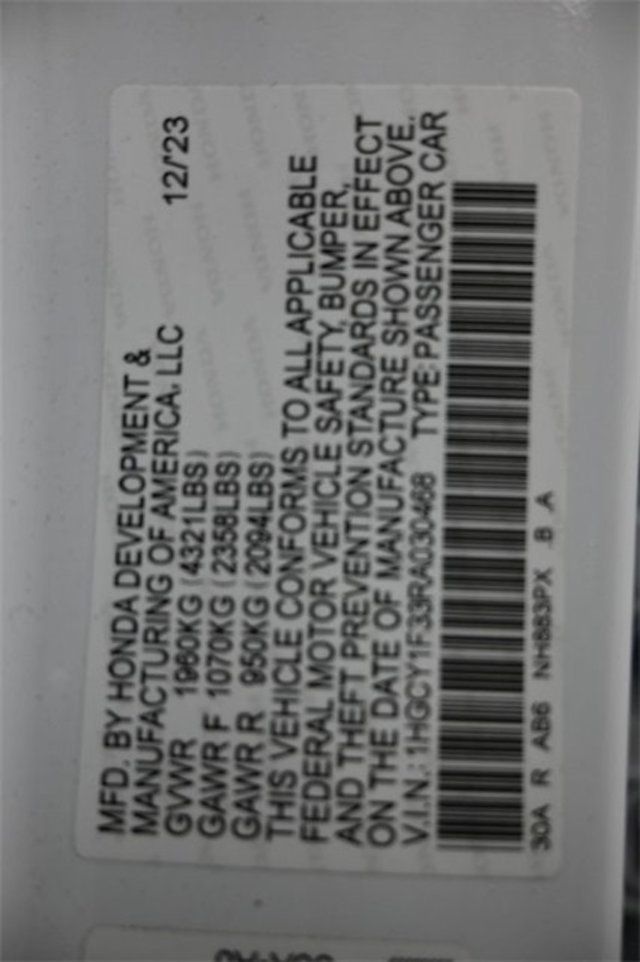 MFD. BY HONDA DEVELOPMENT &
MANUFACTURING OF AMERICA, LLC
GVWR 1960KG (4321LBS) 12/'23
GAWR F 1070KG (2358LBS)
GAWR R 950KG (2094LBS)
THIS VEHICLE CONFORMS TO ALL APPLICABLE
FEDERAL MOTOR VEHICLE SAFETY, BUMPER,
AND THEFT PREVENTION STANDARDS IN EFFECT
ON THE DATE OF MANUFACTURE SHOWN ABOVE.
V.I.N.: 1HGCY1F33RA030468 TYPE: PASSENGER CAR
30A R AB6 NH883PX B A